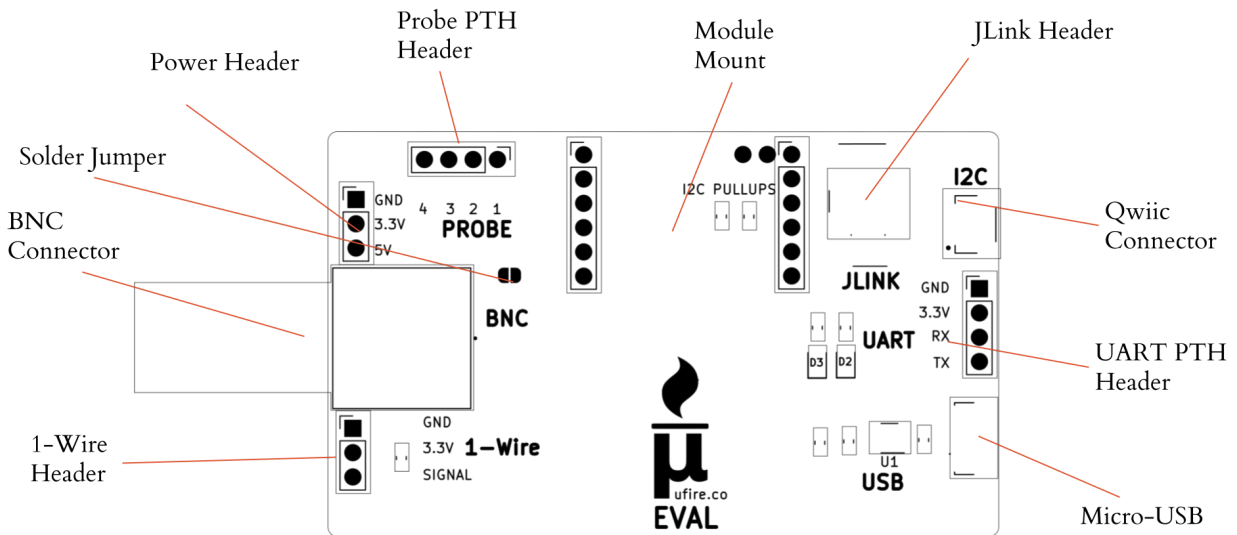 Probe PTH
Header
Module
Mount
JLink Header
Power Header
Solder Jumper
BNC
Connector
Qwiic
Connector
UART PTH
Header
1-Wire
Header
Micro-USB
GND
3.3V
5V
4 3 2 1
PROBE
I2C PULLUPS
I2C
JLINK
BNC
GND
3.3V
RX
TX
UART
D3 D2
GND
3.3V
SIGNAL
1-Wire
U1
USB
µ
ufire.co
EVAL